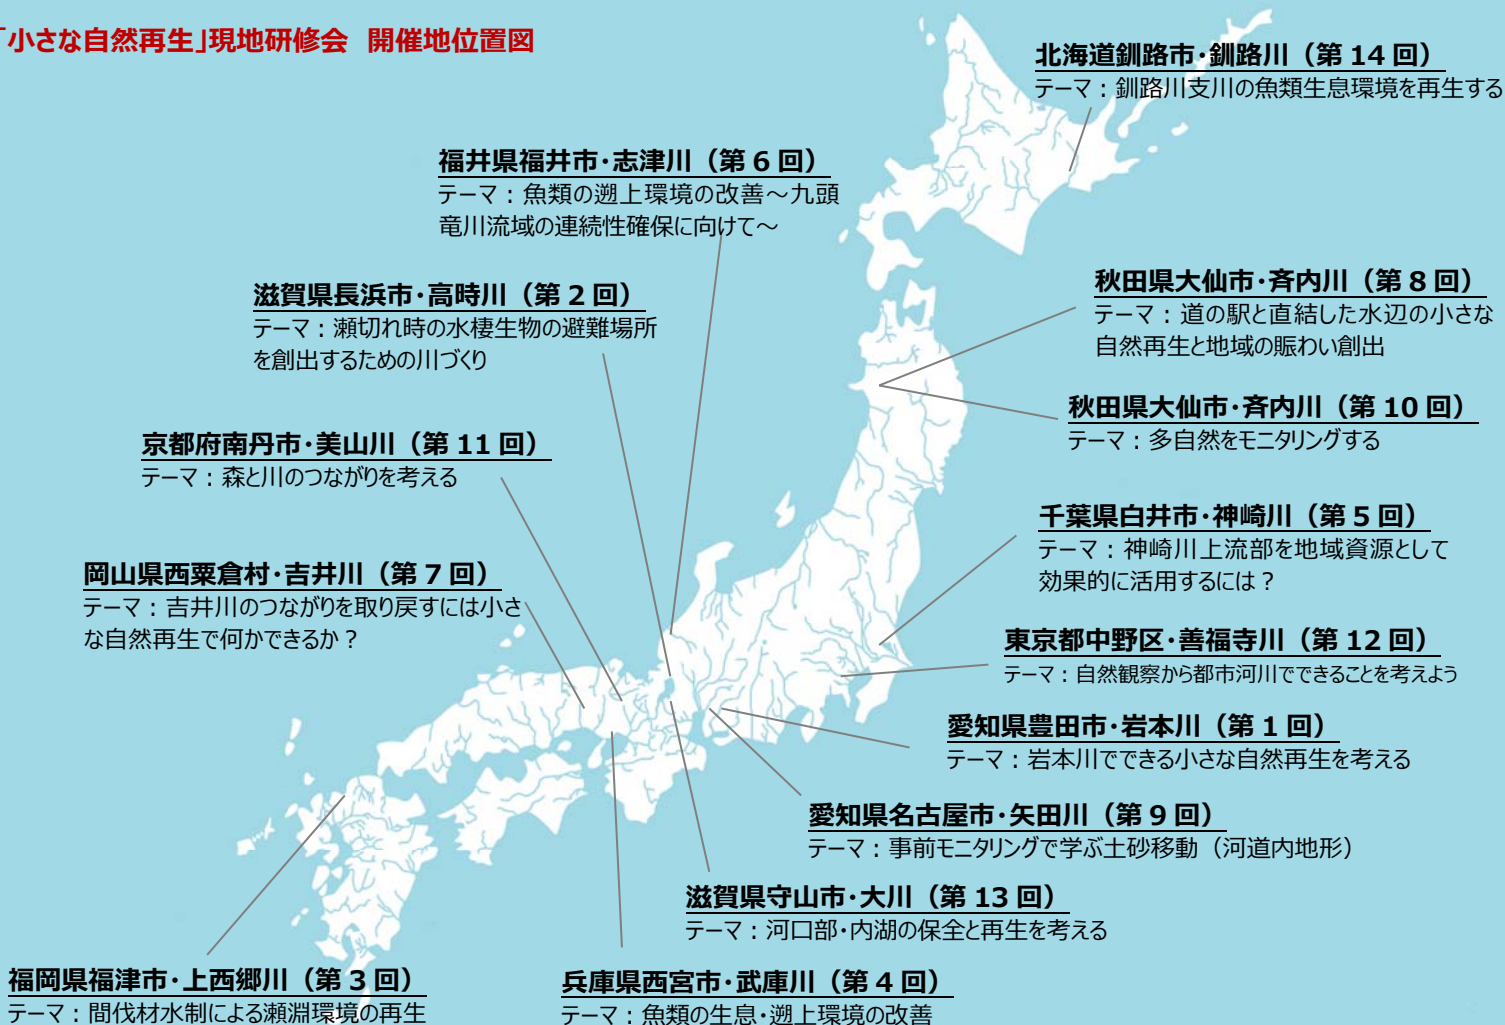 「小さな自然再生」現地研修会 開催地位置図
北海道釧路市・釧路川（第 14 回）
テーマ：釧路川支川の魚類生息環境を再生する
福井県福井市・志津川（第 6 回）
テーマ：魚類の遡上環境の改善～九頭
竜川流域の連続性確保に向けて～
滋賀県長浜市・高時川（第 2 回）
テーマ：瀬切れ時の水棲生物の避難場所
を創出するための川づくり
秋田県大仙市・斉内川（第 8 回）
テーマ：道の駅と直結した水辺の小さな
自然再生と地域の賑わい創出
秋田県大仙市・斉内川（第 10 回）
テーマ：多自然をモニタリングする
京都府南丹市・美山川（第 11 回）
テーマ：森と川のつながりを考える
千葉県白井市・神崎川（第 5 回）
テーマ：神崎川上流部を地域資源として
効果的に活用するには？
岡山県西粟倉村・吉井川（第 7 回）
テーマ：吉井川のつながりを取り戻すには小さ
な自然再生で何かできるか？
東京都中野区・善福寺川（第 12 回）
テーマ：自然観察から都市河川でできることを考えよう
愛知県豊田市・岩本川（第 1 回）
テーマ：岩本川でできる小さな自然再生を考える
愛知県名古屋市・矢田川（第 9 回）
テーマ：事前モニタリングで学ぶ土砂移動（河道内地形）
滋賀県守山市・大川（第 13 回）
テーマ：河口部・内湖の保全と再生を考える
福岡県福津市・上西郷川（第 3 回）
テーマ：間伐材水制による瀬淵環境の再生
兵庫県西宮市・武庫川（第 4 回）
テーマ：魚類の生息・遡上環境の改善